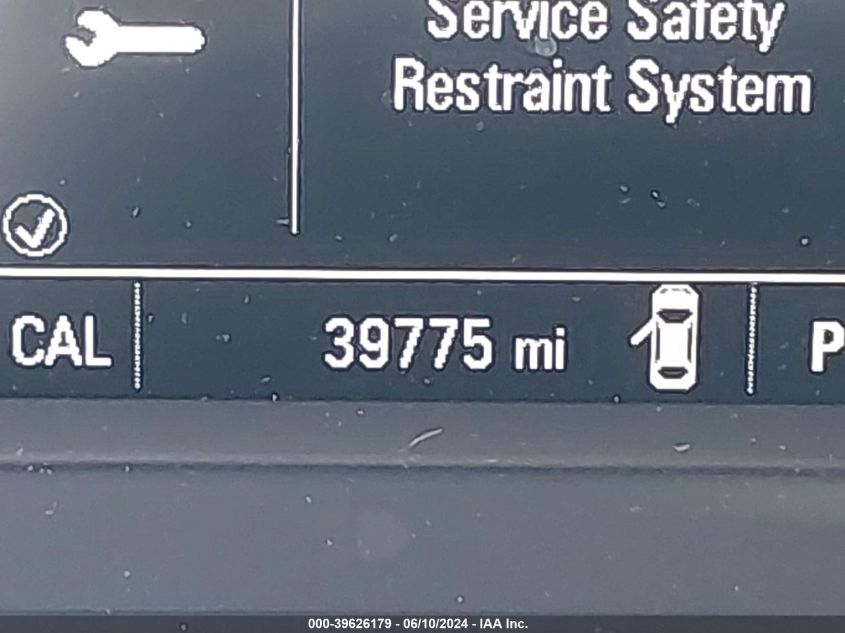 Service Safety
Restraint System
CAL
39775 mi
P
000-39626179 - 06/10/2024 - IAA Inc.